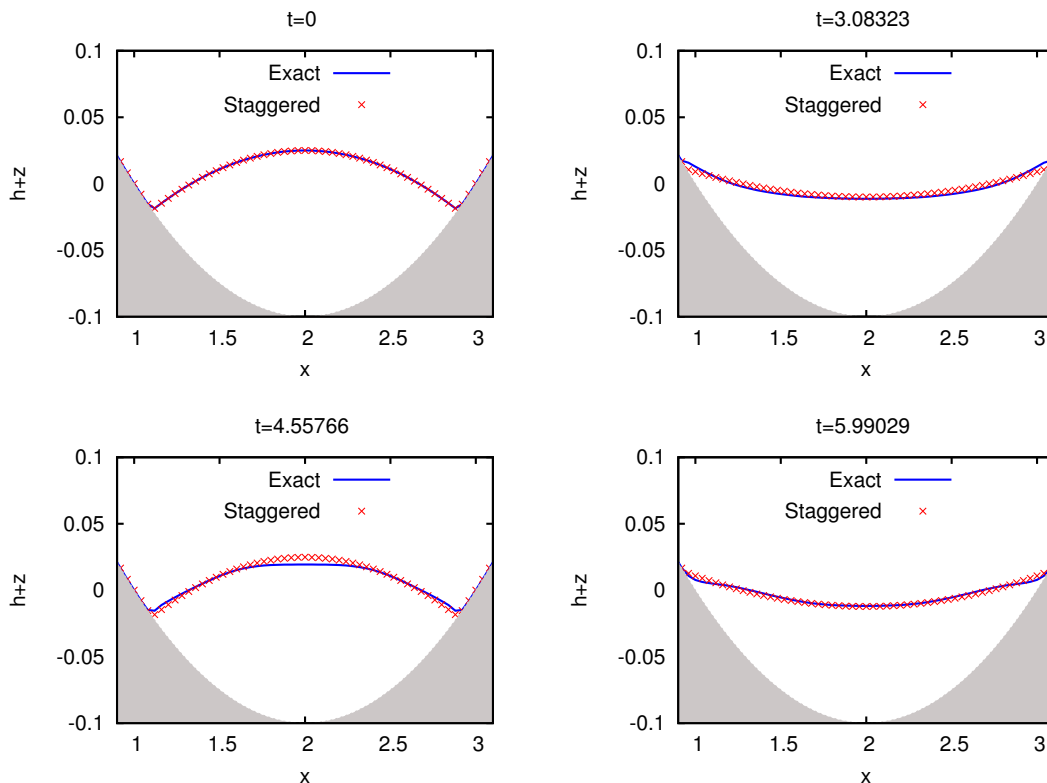 t=0
0.1
Exact
Staggered
0.05
h+z
0
-0.05
-0.1
1
1.5
2
2.5
3
x
t=3.08323
0.1
Exact
Staggered
0.05
h+z
0
-0.05
-0.1
1
1.5
2
2.5
3
x
t=4.55766
0.1
Exact
Staggered
0.05
h+z
0
-0.05
-0.1
1
1.5
2
2.5
3
x
t=5.99029
0.1
Exact
Staggered
0.05
h+z
0
-0.05
-0.1
1
1.5
2
2.5
3
x